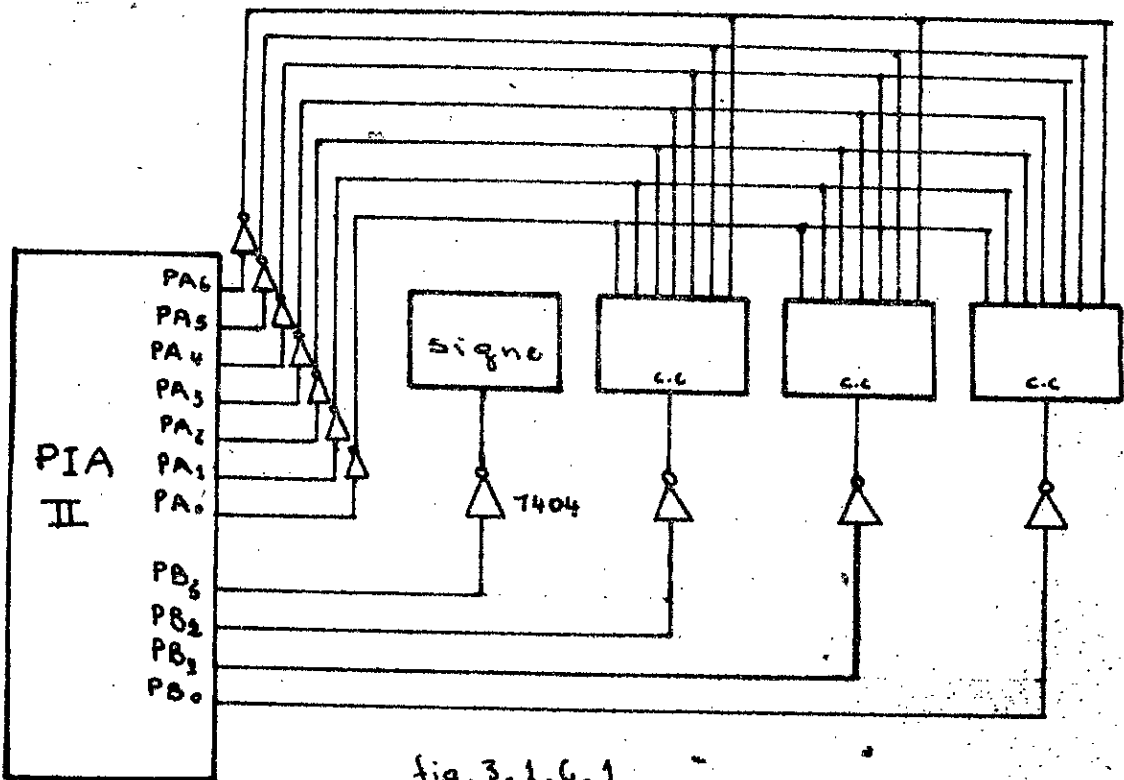 PA6
PA5
PA4
PA3
PA2
PA1
PA0
PIA
II
signe
c.c
c.c
c.c
7404
PB3
PB2
PB1
PB0
fig. 3.1.6.1